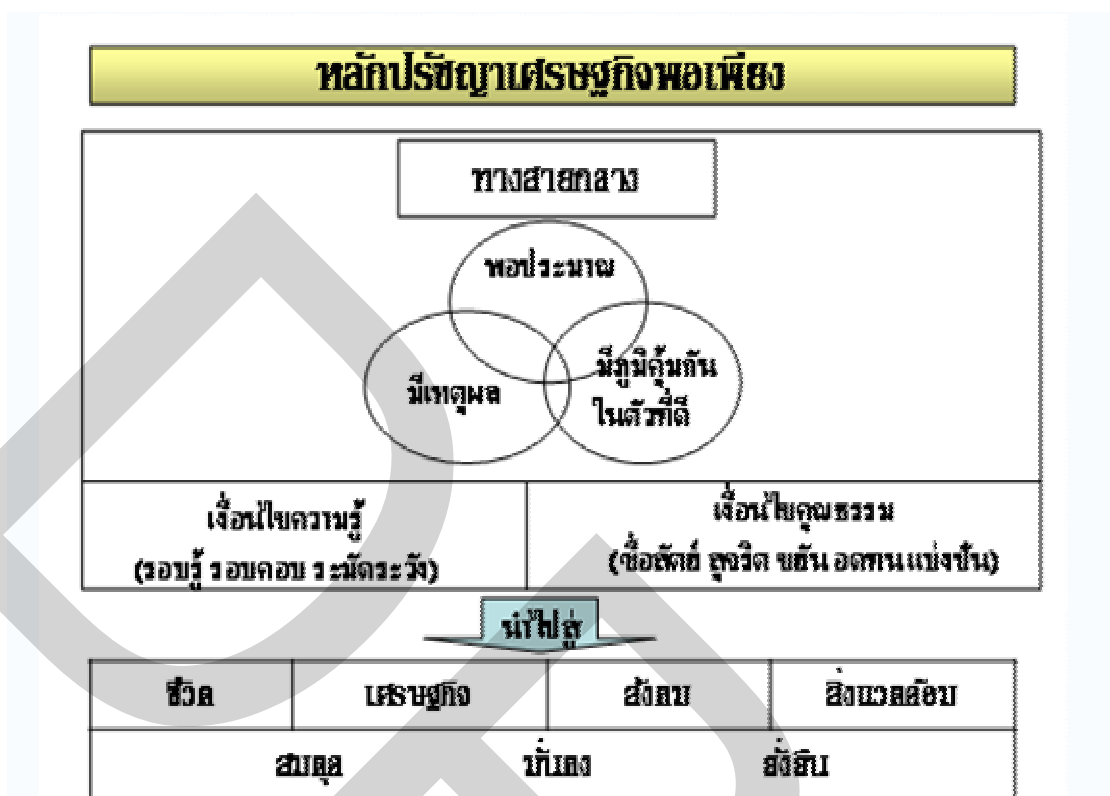 หลักปรัชญาเศรษฐกิจพอเพียง
ทางสายกลาง
พอประมาณ
มีเหตุผล
มีภูมิคุ้มกัน
ในตัวที่ดี
เงื่อนไขความรู้
(รอบรู้ รอบคอบ ระมัดระวัง)
เงื่อนไขคุณธรรม
(ซื่อสัตย์ สุจริต ขยัน อดทน แบ่งปัน)
นำไปสู่
ชีวิต เศรษฐกิจ สังคม สิ่งแวดล้อม
สมดุล มั่นคง ยั่งยืน